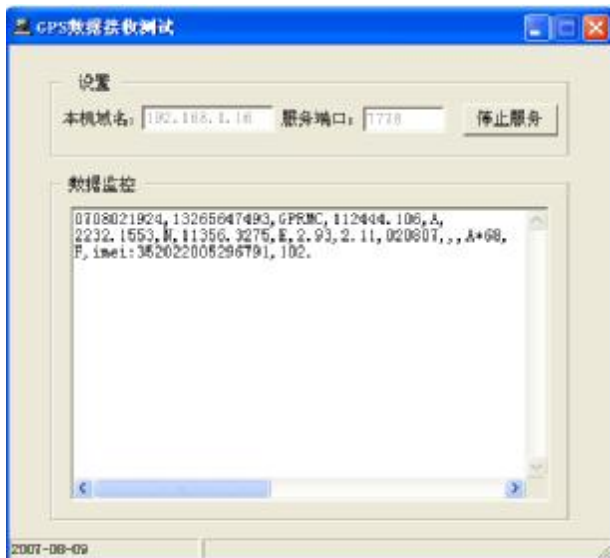 GPS数据接收测试
设置
本机域名: 192.168.1.16 服务端口: 7778 停止服务
数据监控
0708021924,13265647493,GPRMC,112444.106,A,
2232.1553,N,11356.3275,E,2.93,2.11,020807,,,A*68,
F,imei:352022005296791,102.
2007-08-09